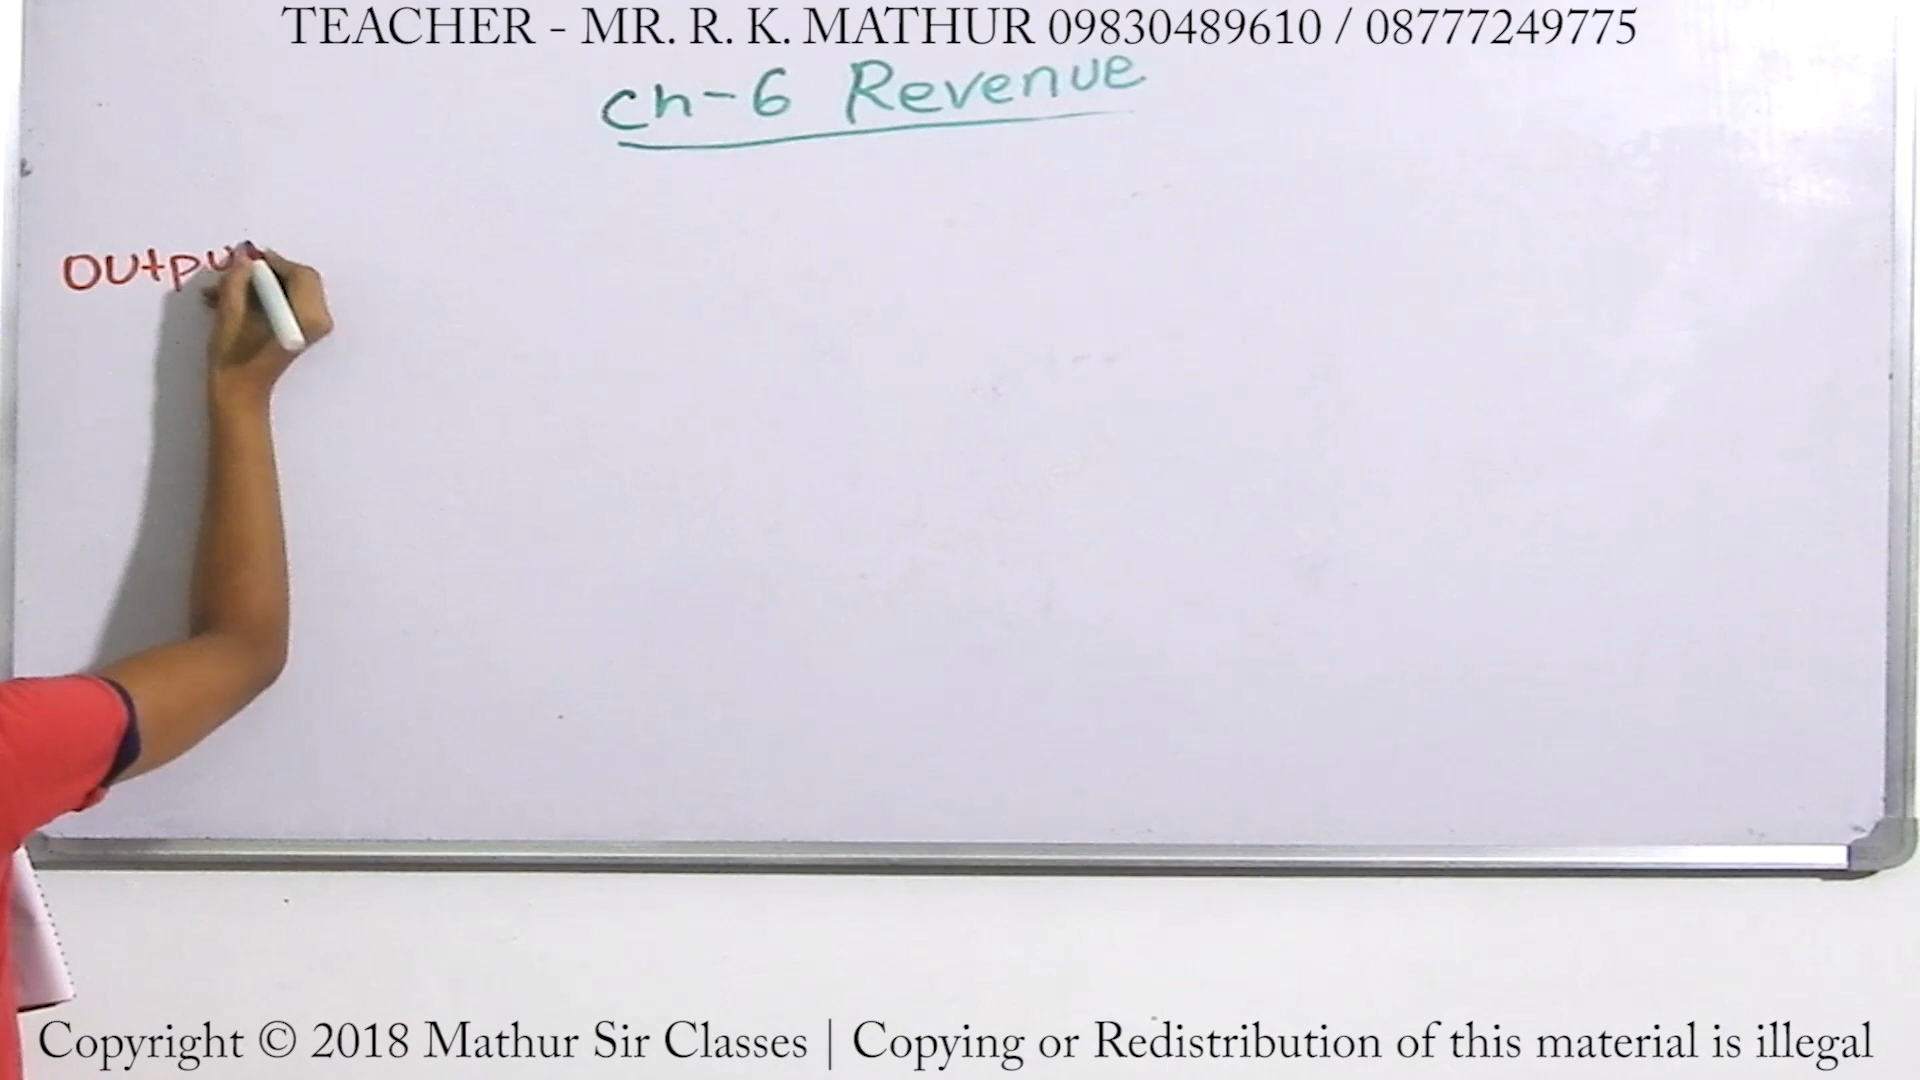 TEACHER - MR. R. K. MATHUR 09830489610 / 08777249775
Ch-6 Revenue
Outpu
Copyright © 2018 Mathur Sir Classes | Copying or Redistribution of this material is illegal